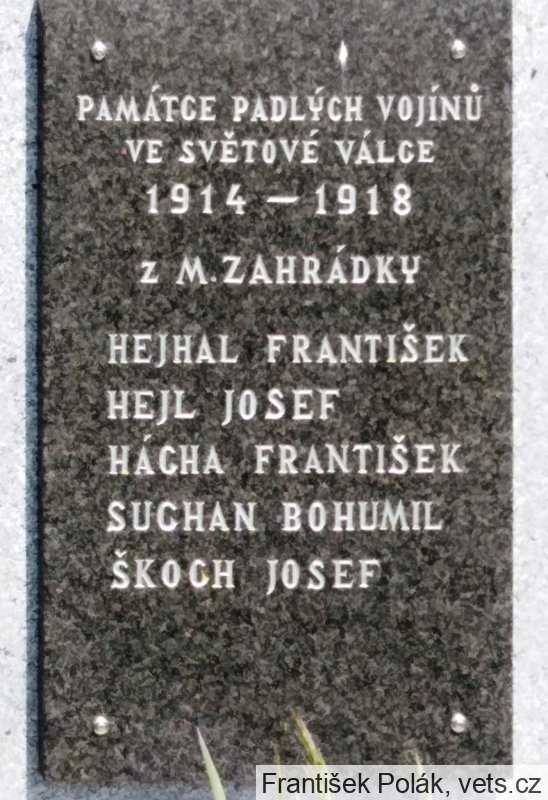 PAMÁTCE PADLÝCH VOJÍNŮ
VE SVĚTOVÉ VÁLCE
1914 — 1918
z M. ZAHRÁDKY
HEJHAL FRANTIŠEK
HEJL JOSEF
HÁCHA FRANTIŠEK
SUCHAN BOHUMIL
ŠKOCH JOSEF
František Polák, vets.cz